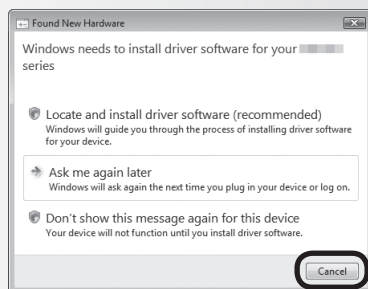 Found New Hardware
Windows needs to install driver software for your
series
Locate and install driver software (recommended)
Windows will guide you through the process of installing driver software
for your device.
Ask me again later
Windows will ask again the next time you plug in your device or log on.
Don't show this message again for this device
Your device will not function until you install driver software.
Cancel